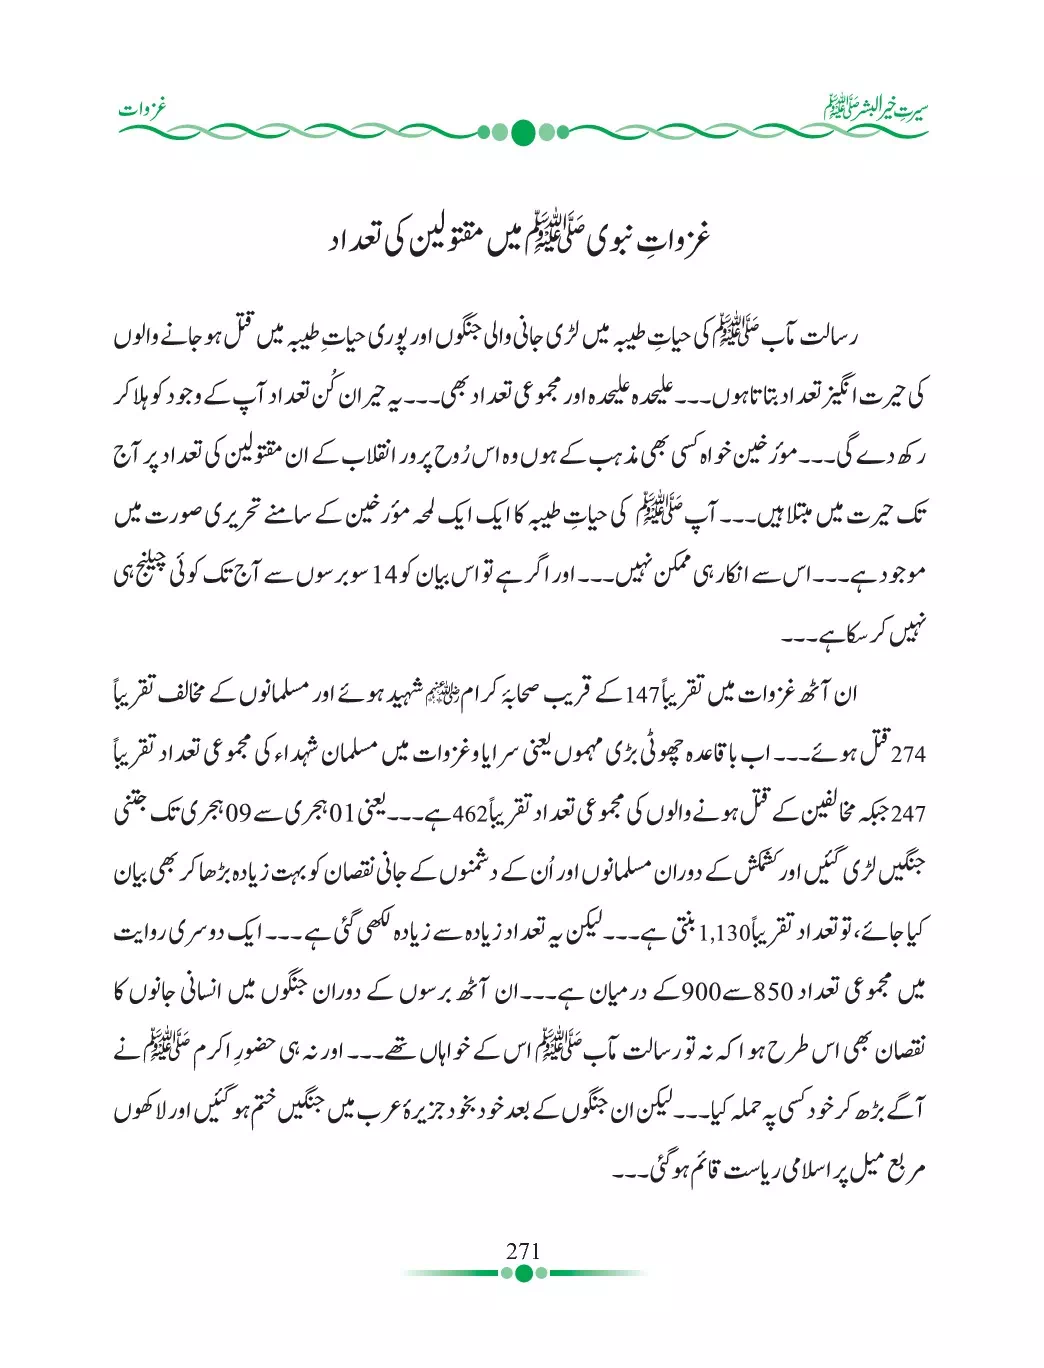 سیرتِ خیر البشر ﷺ
غزوات
غزواتِ نبوی ﷺ میں مقتولین کی تعداد
رسالت مآب ﷺ کی حیاتِ طیبہ میں لڑی جانی والی جنگوں اور پوری حیاتِ طیبہ میں قتل ہو جانے والوں
کی حیرت انگیز تعداد بتاتا ہوں۔۔۔ علیحدہ علیحدہ اور مجموعی تعداد بھی۔۔۔ یہ حیران کُن تعداد آپ کے وجود کو ہلا کر
رکھ دے گی۔۔۔ مؤرخین خواہ کسی بھی مذہب کے ہوں وہ اس رُوح پرور انقلاب کے ان مقتولین کی تعداد پر آج
تک حیرت میں مبتلا ہیں۔۔۔ آپ ﷺ کی حیاتِ طیبہ کا ایک ایک لمحہ مؤرخین کے سامنے تحریری صورت میں
موجود ہے۔۔۔ اس سے انکار ہی ممکن نہیں۔۔۔ اور اگر ہے تو اس بیان کو 14 سو برسوں سے آج تک کوئی چیلنج ہی
نہیں کر سکا ہے۔۔۔
ان آٹھ غزوات میں تقریباً 147 کے قریب صحابۂ کرام رضی اللہ عنہم شہید ہوئے اور مسلمانوں کے مخالف تقریباً
274 قتل ہوئے۔۔۔ اب باقاعدہ چھوٹی بڑی مہموں یعنی سرایا و غزوات میں مسلمان شہداء کی مجموعی تعداد تقریباً
247 جبکہ مخالفین کے قتل ہونے والوں کی مجموعی تعداد تقریباً 462 ہے۔۔۔ یعنی 01 ہجری سے 09 ہجری تک جتنی
جنگیں لڑی گئیں اور کشمکش کے دوران مسلمانوں اور اُن کے دشمنوں کے جانی نقصان کو بہت زیادہ بڑھا کر بھی بیان
کیا جائے، تو تعداد تقریباً 1,130 بنتی ہے۔۔۔ لیکن یہ تعداد زیادہ سے زیادہ لکھی گئی ہے۔۔۔ ایک دوسری روایت
میں مجموعی تعداد 850 سے 900 کے درمیان ہے۔۔۔ ان آٹھ برسوں کے دوران جنگوں میں انسانی جانوں کا
نقصان بھی اس طرح ہوا کہ نہ تو رسالت مآب ﷺ اس کے خواہاں تھے۔۔۔ اور نہ ہی حضورِ اکرم ﷺ نے
آگے بڑھ کر خود کسی پہ حملہ کیا۔۔۔ لیکن ان جنگوں کے بعد خود بخود جزیرۂ عرب میں جنگیں ختم ہو گئیں اور لاکھوں
مربع میل پر اسلامی ریاست قائم ہو گئی۔۔۔
271